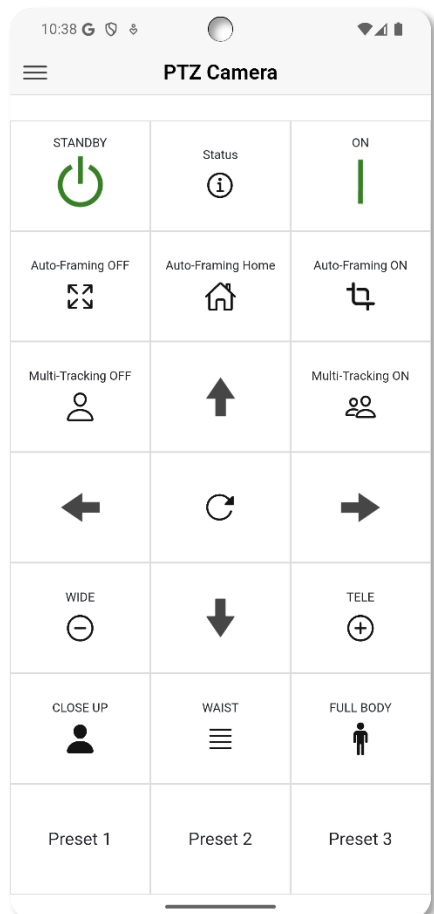 10:38 G
PTZ Camera
STANDBY
Status
ON
Auto-Framing OFF
Auto-Framing Home
Auto-Framing ON
Multi-Tracking OFF
Multi-Tracking ON
WIDE
TELE
CLOSE UP
WAIST
FULL BODY
Preset 1
Preset 2
Preset 3